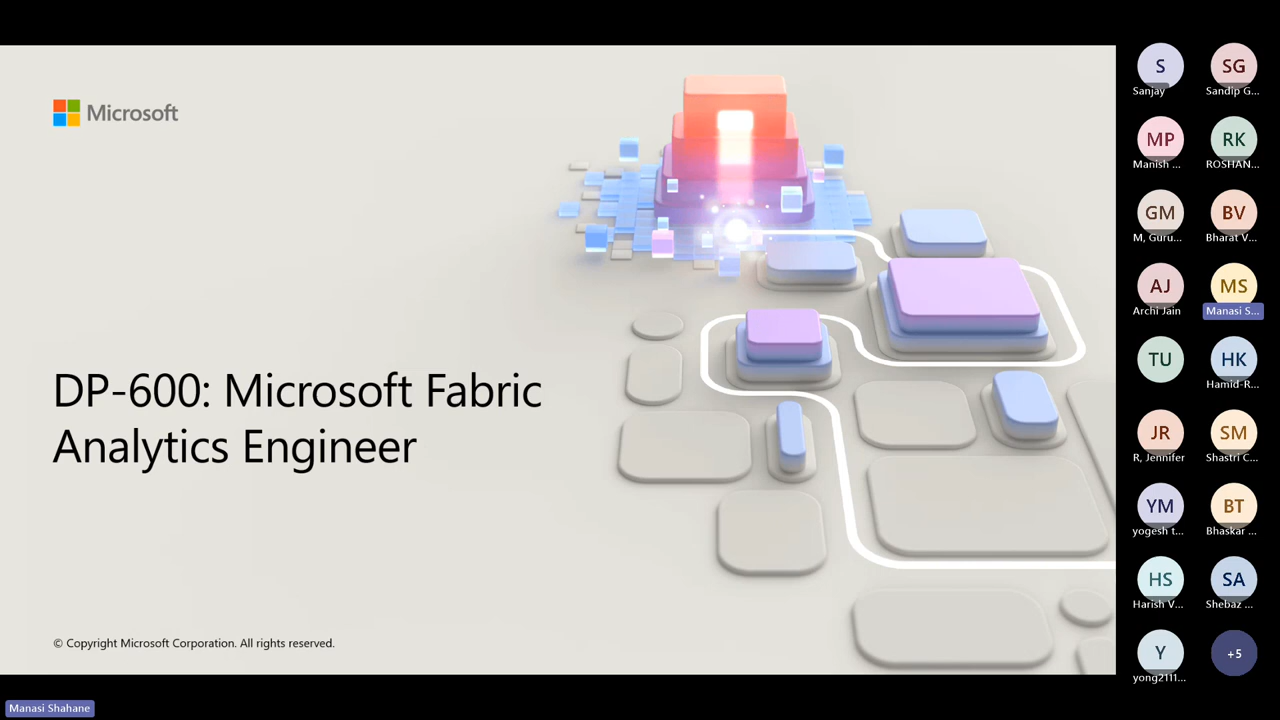 Microsoft
DP-600: Microsoft Fabric
Analytics Engineer
© Copyright Microsoft Corporation. All rights reserved.
S SG
Sanjay Sandip G...
MP RK
Manish ... ROSHAN...
GM BV
M, Guru... Bharat V...
AJ MS
Archi Jain Manasi S...
TU HK
Hamid-R...
JR SM
R, Jennifer Shastri C...
YM BT
yogesh t... Bhaskar ...
HS SA
Harish V... Shebaz ...
Y +5
yong2111...
Manasi Shahane